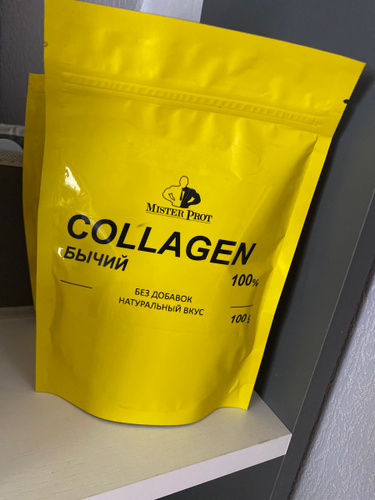 MISTER PROT
COLLAGEN
БЫЧИЙ
100%
БЕЗ ДОБАВОК
НАТУРАЛЬНЫЙ ВКУС
100 g